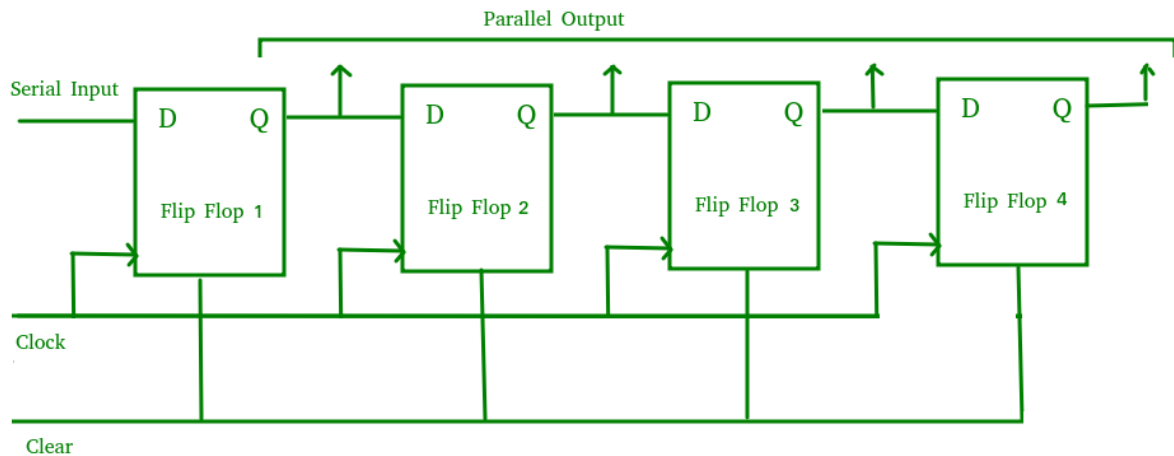 Parallel Output
Serial Input
D Q
D Q
D Q
D Q
Flip Flop 1
Flip Flop 2
Flip Flop 3
Flip Flop 4
Clock
Clear